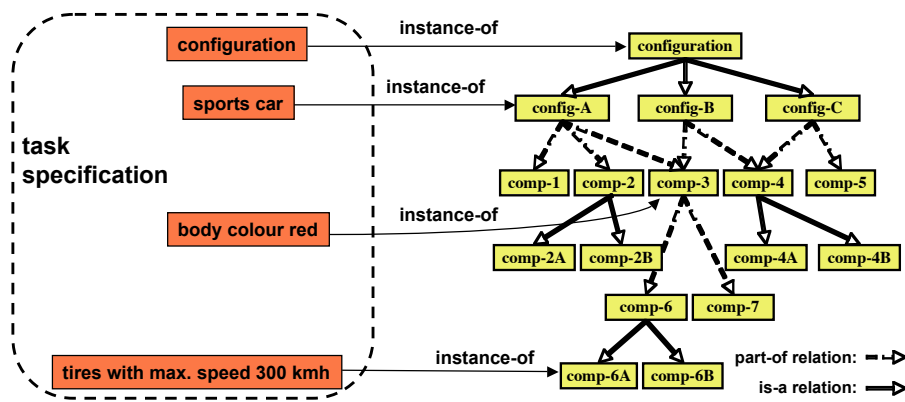 configuration
instance-of
configuration
sports car
instance-of
config-A
config-B
config-C
task
specification
comp-1
comp-2
comp-3
comp-4
comp-5
body colour red
instance-of
comp-2A
comp-2B
comp-4A
comp-4B
comp-6
comp-7
tires with max. speed 300 kmh
instance-of
comp-6A
comp-6B
part-of relation:
is-a relation: